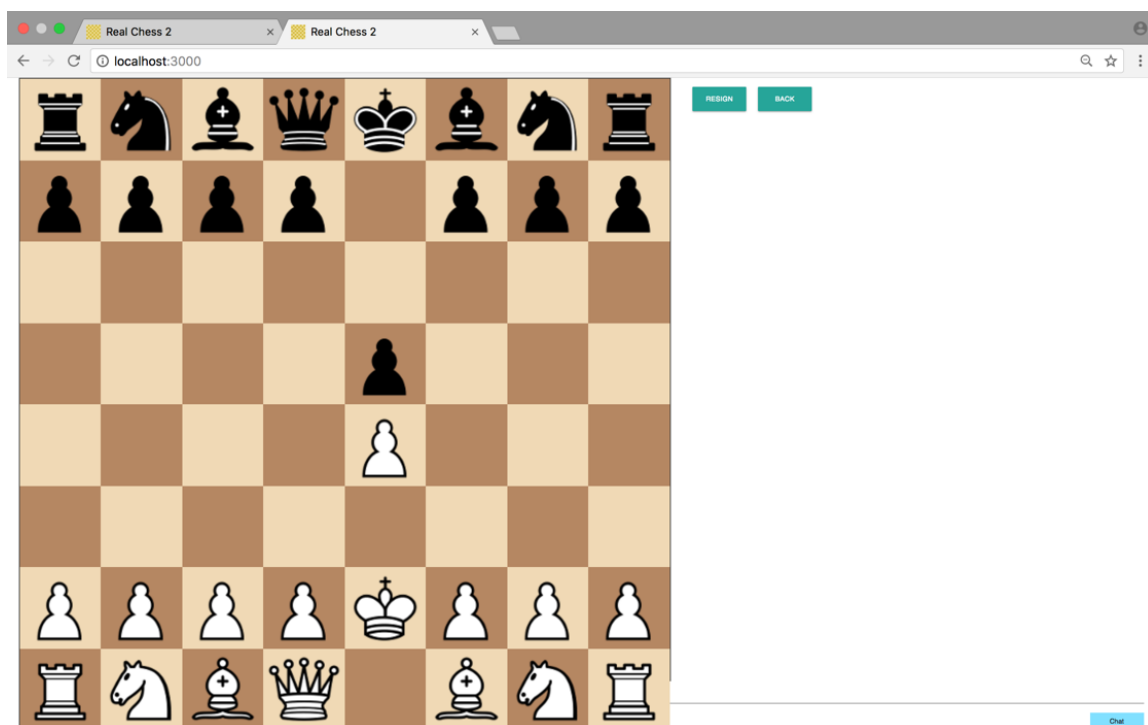 Real Chess 2
Real Chess 2
localhost:3000
RESIGN
BACK
Chat